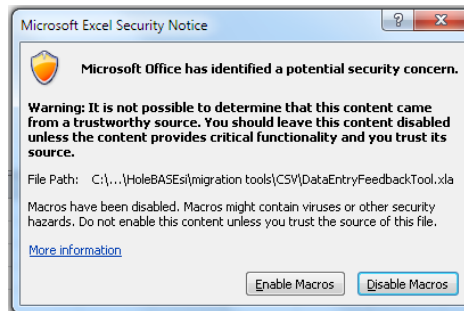 Microsoft Excel Security Notice
Microsoft Office has identified a potential security concern.
Warning: It is not possible to determine that this content came
from a trustworthy source. You should leave this content disabled
unless the content provides critical functionality and you trust its
source.
File Path: C:\...\HoleBASEsi\migration tools\CSV\DataEntryFeedbackTool.xla
Macros have been disabled. Macros might contain viruses or other security
hazards. Do not enable this content unless you trust the source of this file.
More information
Enable Macros Disable Macros